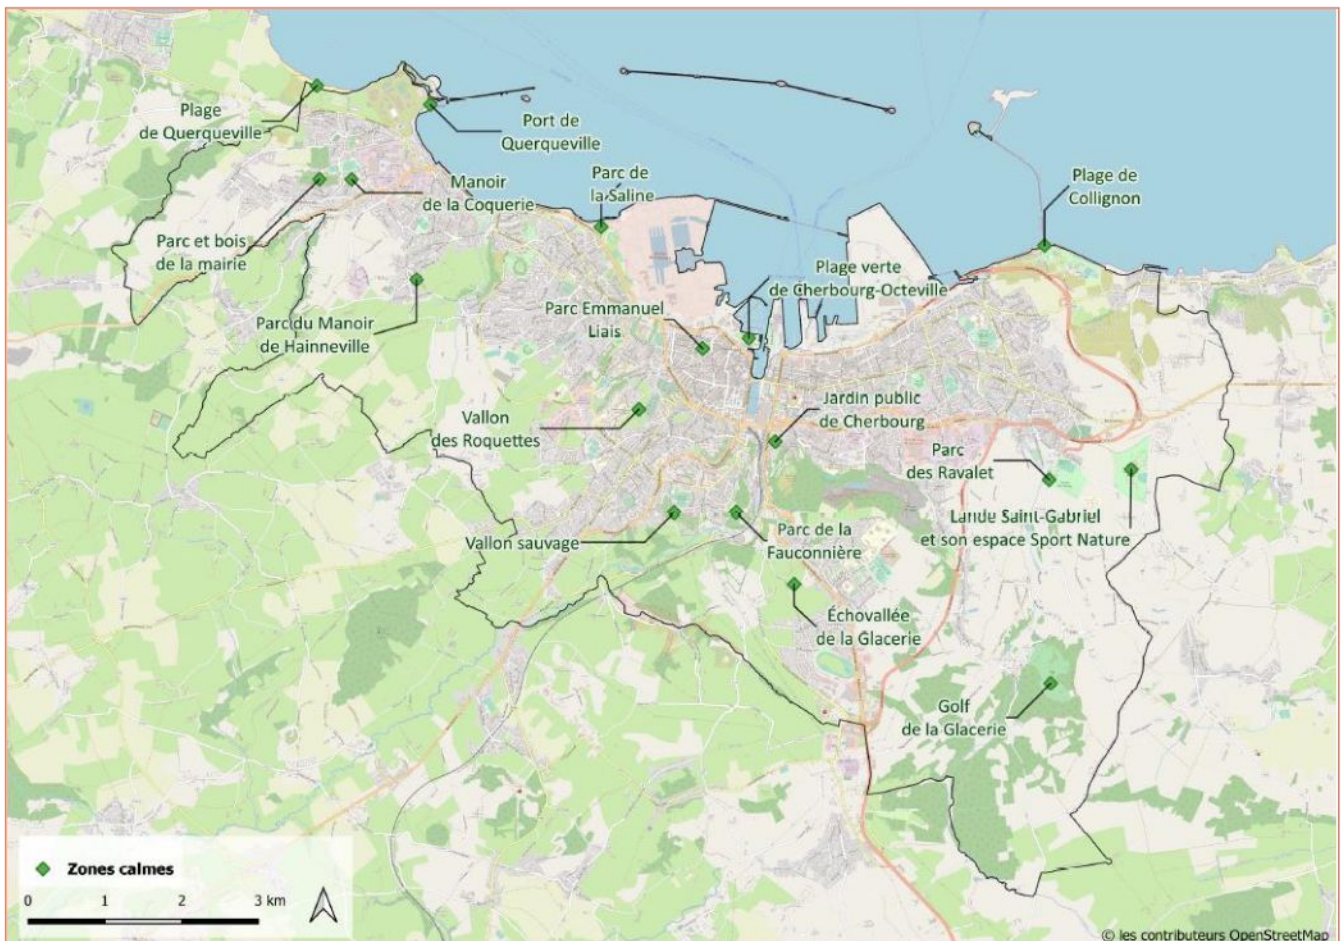 Plage
de Querqueville
Port de
Querqueville
Parc de
la Saline
Plage de
Collignon
Manoir
de la Coquerie
Parc et bois
de la mairie
Plage verte
de Cherbourg-Octeville
Parc Emmanuel
Liais
Parc du Manoir
de Hainneville
Jardin public
de Cherbourg
Vallon
des Roquettes
Parc
des Ravalet
Lande Saint-Gabriel
et son espace Sport Nature
Vallon sauvage
Parc de la
Fauconnière
Échovallée
de la Glacerie
Golf
de la Glacerie
Zones calmes
0 1 2 3 km
© les contributeurs OpenStreetMap